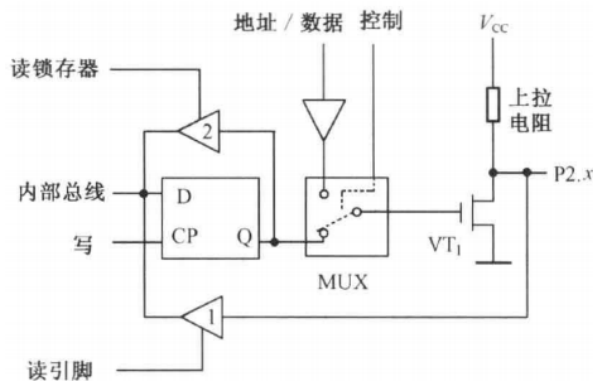 地址 / 数据
控制
VCC
读锁存器
上拉
电阻
2
P2.x
内部总线
D
写
CP
Q
VT1
MUX
1
读引脚